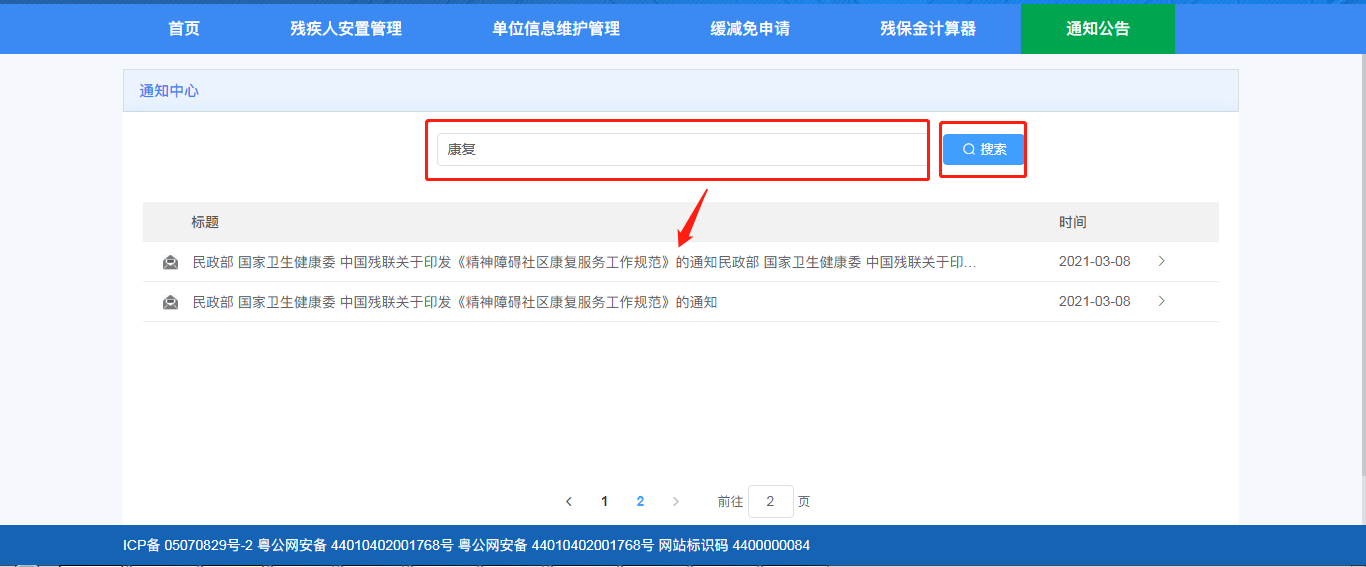 首页 残疾人安置管理 单位信息维护管理 缓减免申请 残保金计算器 通知公告
通知中心
康复 搜索
标题 时间
民政部 国家卫生健康委 中国残联关于印发《精神障碍社区康复服务工作规范》的通知民政部 国家卫生健康委 中国残联关于印... 2021-03-08
民政部 国家卫生健康委 中国残联关于印发《精神障碍社区康复服务工作规范》的通知 2021-03-08
1 2 前往 2 页
ICP备 05070829号-2 粤公网安备 44010402001768号 粤公网安备 44010402001768号 网站标识码 4400000084